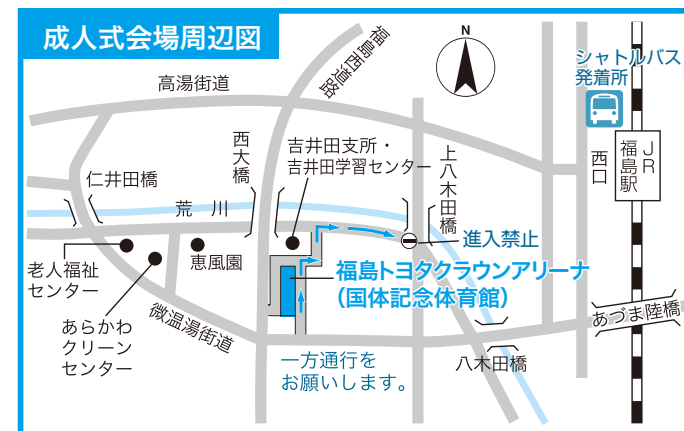 成人式会場周辺図
福島西道路
N
シャトルバス
発着所
高湯街道
西大橋
吉井田支所・
吉井田学習センター
上八木田橋
西口
JR
福島駅
仁井田橋
荒川
進入禁止
恵風園
老人福祉
センター
福島トヨタクラウンアリーナ
(国体記念体育館)
あらかわ
クリーン
センター
微温湯街道
あづま陸橋
一方通行を
お願いします。
八木田橋